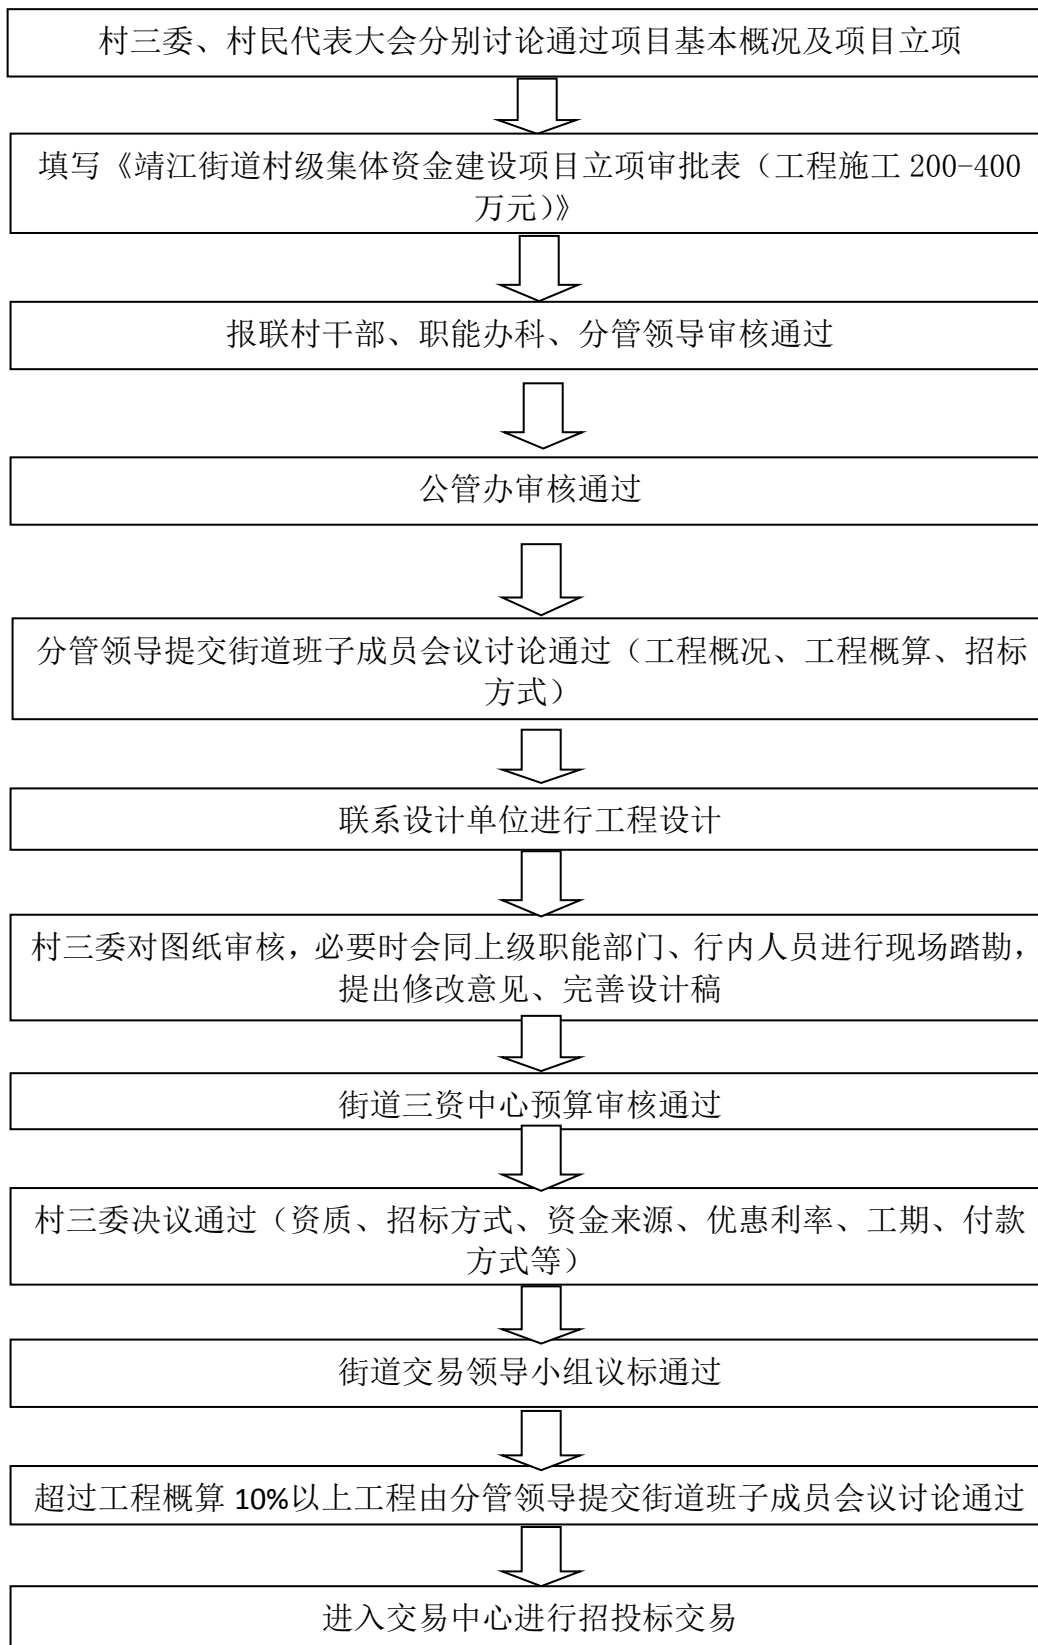 村三委、村民代表大会分别讨论通过项目基本概况及项目立项
填写《靖江街道村级集体资金建设项目立项审批表（工程施工 200-400
万元）》
报联村干部、职能办科、分管领导审核通过
公管办审核通过
分管领导提交街道班子成员会议讨论通过（工程概况、工程概算、招标
方式）
联系设计单位进行工程设计
村三委对图纸审核，必要时会同上级职能部门、行内人员进行现场踏勘，
提出修改意见、完善设计稿
街道三资中心预算审核通过
村三委决议通过（资质、招标方式、资金来源、优惠利率、工期、付款
方式等）
街道交易领导小组议标通过
超过工程概算 10%以上工程由分管领导提交街道班子成员会议讨论通过
进入交易中心进行招投标交易